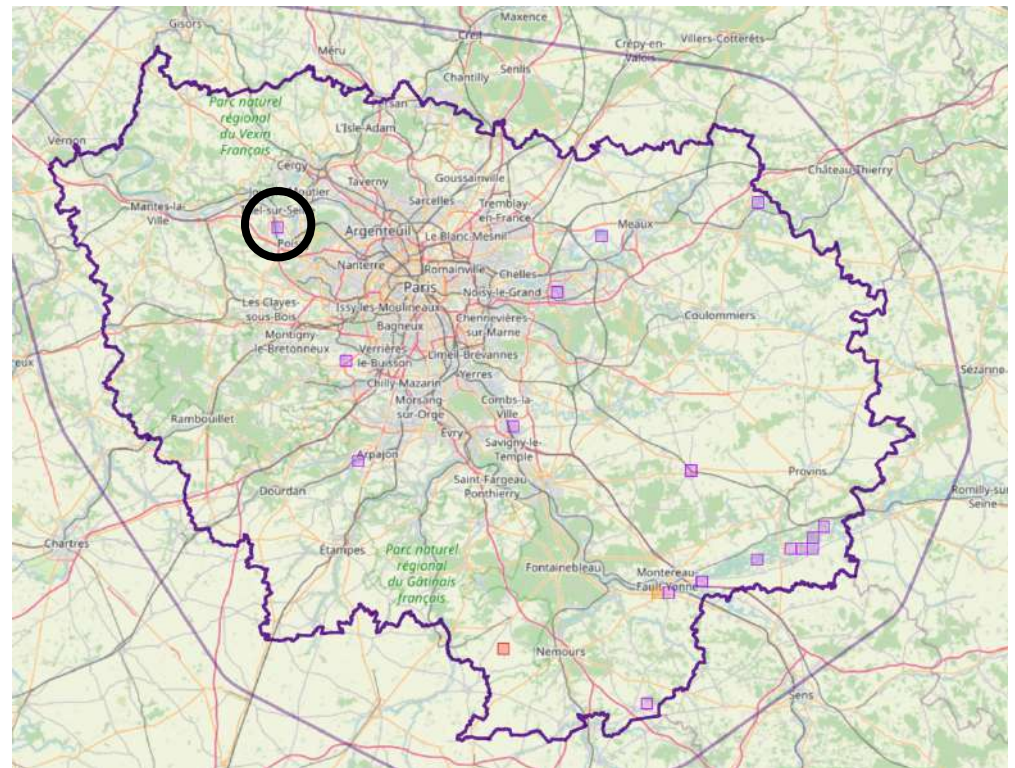 Maxence
Gisors
Creil
Villers-Cotterêts
Crépy-en-
Valois
Méru
Senlis
Chantilly
Parc naturel
régional
du Vexin
Français
L'Isle-Adam
Vernon
Cergy
Château-Thierry
Taverny
Goussainville
Sarcelles
Tremblay-
en-France
Mantes-la-
Ville
Meaux
Argenteuil
Le Blanc-Mesnil
Nanterre
Romainville
Chelles
Paris
Noisy-le-Grand
Les Clayes-
sous-Bois
Issy-les-Moulineaux
Bagneux
Chennevières-
sur-Marne
Coulommiers
Montigny-
le-Bretonneux
Verrières-
le-Buisson
Limeil-Brévannes
Yerres
Sézanne
Chilly-Mazarin
Morsang-
sur-Orge
Combs-la-
Ville
Rambouillet
Evry
Savigny-le-
Temple
Arpajon
Provins
Saint-Fargeau-
Ponthierry
Dourdan
Romilly-sur-
Seine
Chartres
Étampes
Parc naturel
régional
du Gâtinais
français
Fontainebleau
Montereau-
Fault-Yonne
Nemours
Sens